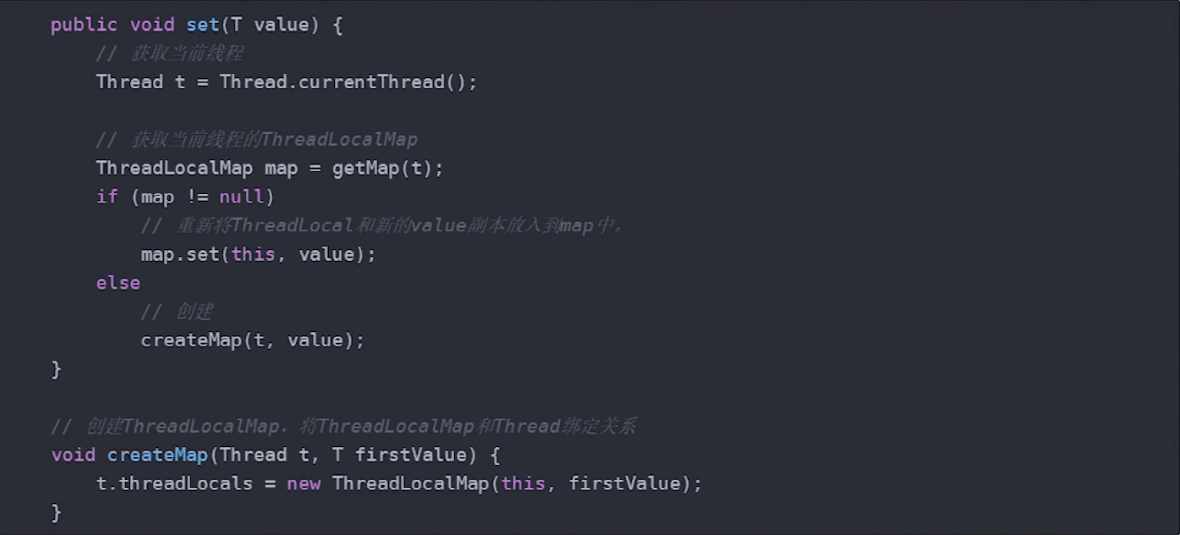 public void set(T value) {
// 获取当前线程
Thread t = Thread.currentThread();
// 获取当前线程的ThreadLocalMap
ThreadLocalMap map = getMap(t);
if (map != null)
// 重新将ThreadLocal和新的value副本放入到map中。
map.set(this, value);
else
// 创建
createMap(t, value);
}
// 创建ThreadLocalMap，将ThreadLocalMap和Thread绑定关系
void createMap(Thread t, T firstValue) {
t.threadLocals = new ThreadLocalMap(this, firstValue);
}